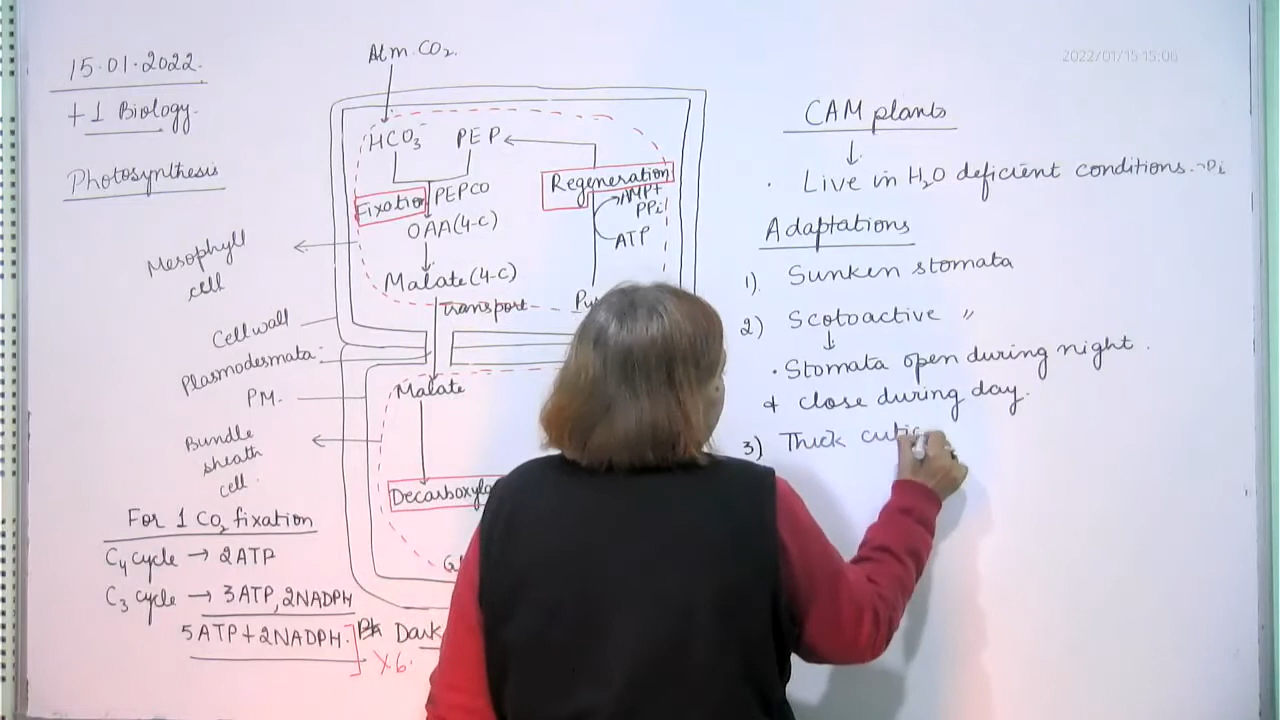 15.01.2022.
+1 Biology.
Photosynthesis
Atm. CO2.
HCO3-
PEP
Fixation
PEPCO
OAA (4-C)
Malate (4-C)
Regeneration
AMP+
PPi
ATP
transport
Mesophyll
cell
Cell wall
Plasmodesmata
PM.
Bundle
sheath
cell.
Malate
For 1 CO2 fixation
C4 cycle → 2ATP
C3 cycle → 3ATP, 2NADPH
5ATP + 2NADPH.
X6.
Dark
2022/01/15 15:06
CAM plants
↓
. Live in H2O deficient conditions.
Adaptations
1) Sunken stomata
2) Scotoactive "
↓
. Stomata open during night.
& close during day.
3) Thick